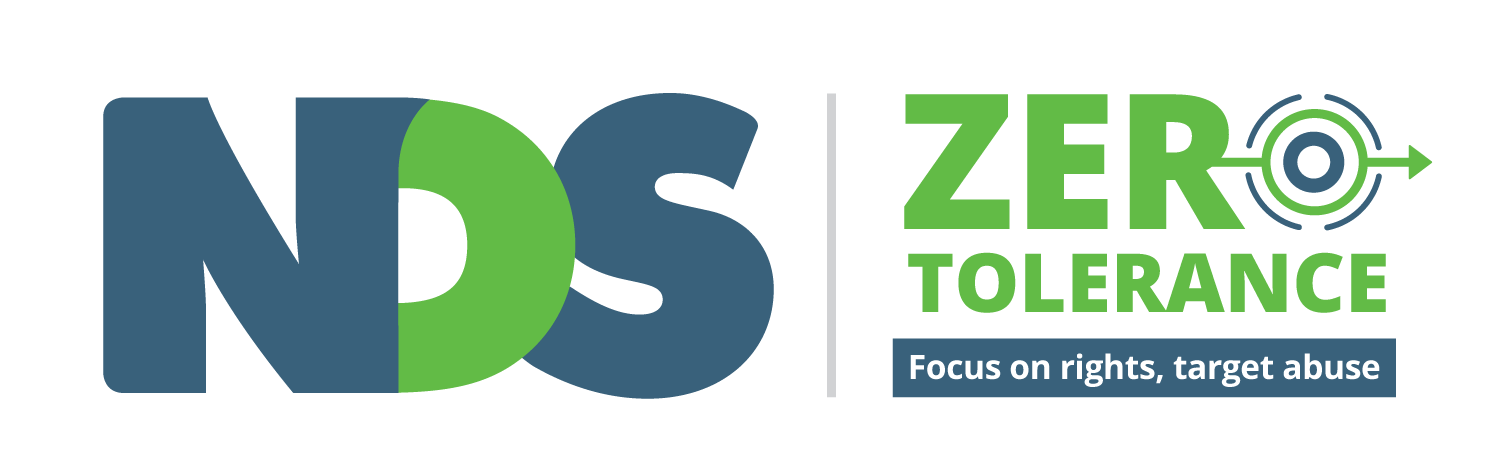 NDS
ZERO
TOLERANCE
Focus on rights, target abuse